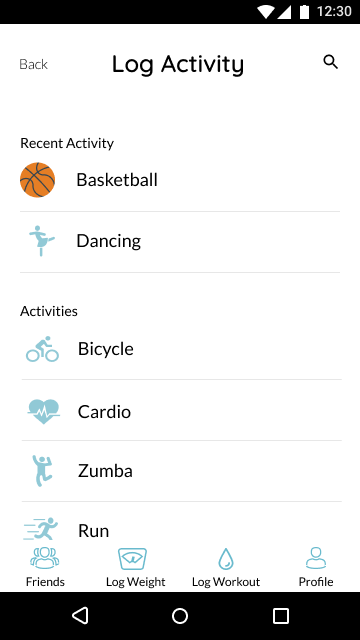 12:30
Back
Log Activity
Recent Activity
Basketball
Dancing
Activities
Bicycle
Cardio
Zumba
Run
Friends
Log Weight
Log Workout
Profile